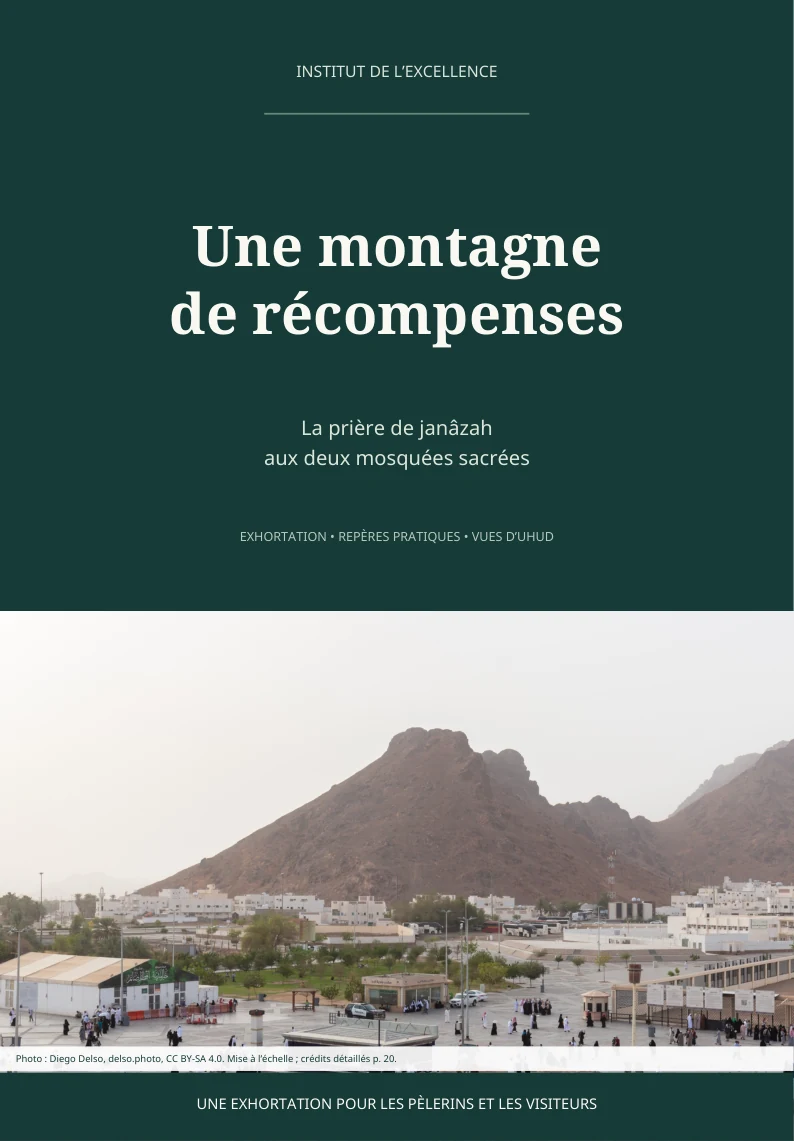 INSTITUT DE L’EXCELLENCE
Une montagne
de récompenses
La prière de janâzah
aux deux mosquées sacrées
EXHORTATION • REPÈRES PRATIQUES • VUES D’UHUD
Photo : Diego Delso, delso.photo, CC BY-SA 4.0. Mise à l’échelle ; crédits détaillés p. 20.
UNE EXHORTATION POUR LES PÈLERINS ET LES VISITEURS